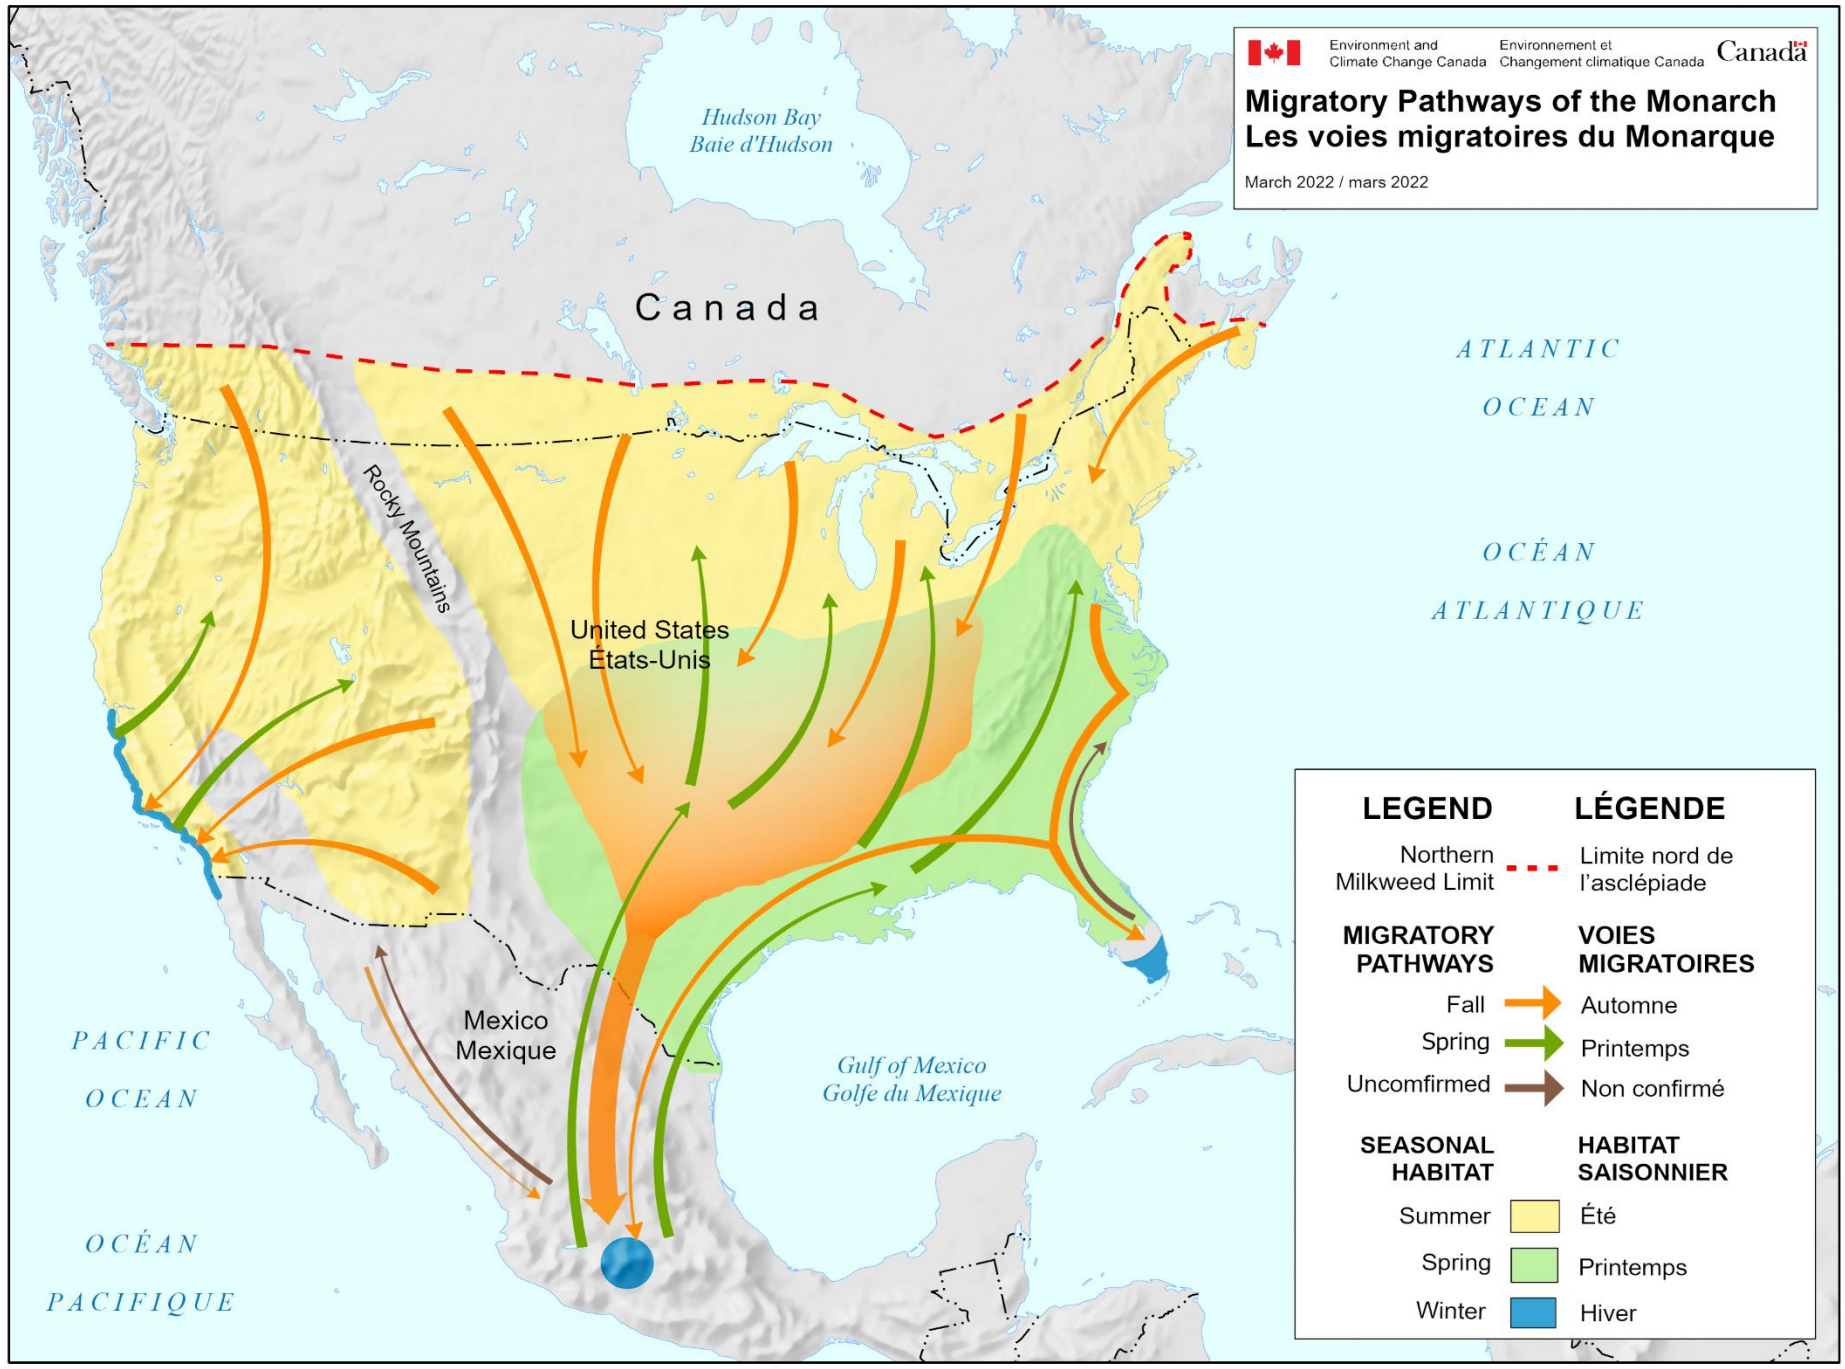 Environment and
Climate Change Canada
Environnement et
Changement climatique Canada
Canada
Migratory Pathways of the Monarch
Les voies migratoires du Monarque
March 2022 / mars 2022
Hudson Bay
Baie d'Hudson
Canada
ATLANTIC
OCEAN
OCÉAN
ATLANTIQUE
Rocky Mountains
United States
États-Unis
Mexico
Mexique
Gulf of Mexico
Golfe du Mexique
PACIFIC
OCEAN
OCÉAN
PACIFIQUE
LEGEND LÉGENDE
Northern
Milkweed Limit
Limite nord de
l'asclépiade
MIGRATORY
PATHWAYS
VOIES
MIGRATOIRES
Fall Automne
Spring Printemps
Uncomfirmed Non confirmé
SEASONAL
HABITAT
HABITAT
SAISONNIER
Summer Été
Spring Printemps
Winter Hiver